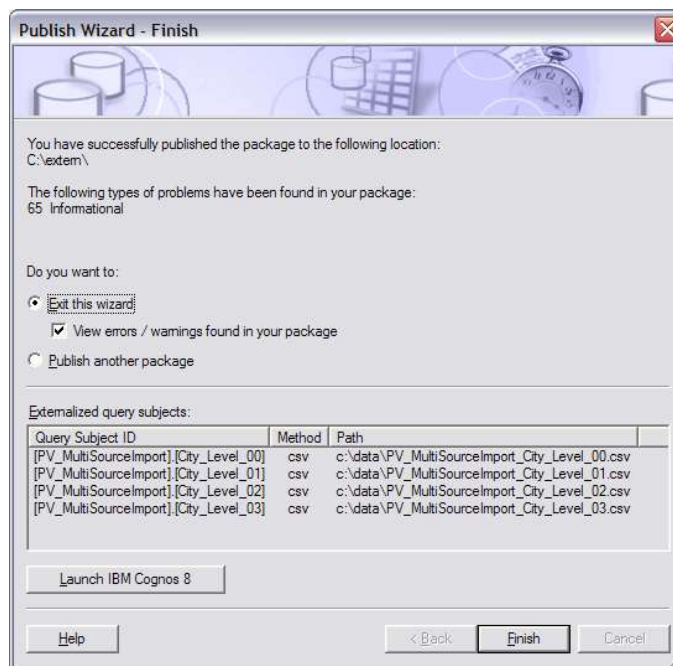 Publish Wizard - Finish
You have successfully published the package to the following location:
C:\extern\
The following types of problems have been found in your package:
65 Informational
Do you want to:
Exit this wizard
View errors / warnings found in your package
Publish another package
Externalized query subjects:
Query Subject ID Method Path
[PV_MultiSourceImport].[City_Level_00] csv c:\data\PV_MultiSourceImport_City_Level_00.csv
[PV_MultiSourceImport].[City_Level_01] csv c:\data\PV_MultiSourceImport_City_Level_01.csv
[PV_MultiSourceImport].[City_Level_02] csv c:\data\PV_MultiSourceImport_City_Level_02.csv
[PV_MultiSourceImport].[City_Level_03] csv c:\data\PV_MultiSourceImport_City_Level_03.csv
Launch IBM Cognos 8
Help < Back Finish Cancel